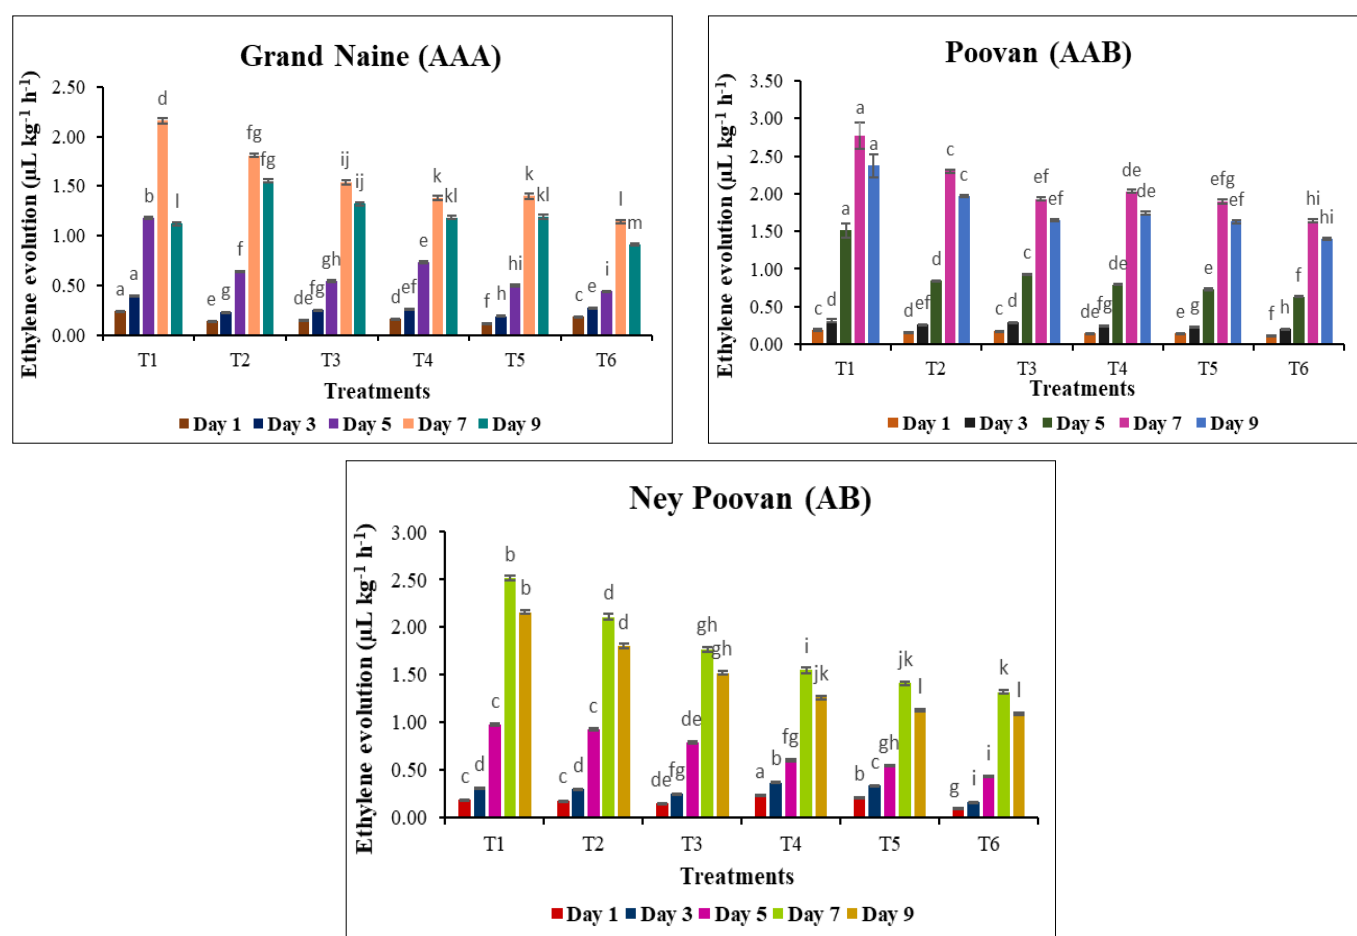 Grand Naine (AAA)
Ethylene evolution (µL kg⁻¹ h⁻¹)
2.50
2.00
1.50
1.00
0.50
0.00
a a b d l
e g f fg fg
de fg gh ij ij
d ef e k kl
f h hi k kl
c e i l m
T1 T2 T3 T4 T5 T6
Treatments
Day 1 Day 3 Day 5 Day 7 Day 9
Poovan (AAB)
Ethylene evolution (µL kg⁻¹ h⁻¹)
3.50
3.00
2.50
2.00
1.50
1.00
0.50
0.00
c d a a a
d ef d c c
c d c ef ef
de fg de de de
e g e efg ef
f h f hi hi
T1 T2 T3 T4 T5 T6
Treatments
Day 1 Day 3 Day 5 Day 7 Day 9
Ney Poovan (AB)
Ethylene evolution (µL kg⁻¹ h⁻¹)
3.00
2.50
2.00
1.50
1.00
0.50
0.00
c d c b b
c d c d d
de fg de gh gh
a b fg i jk
b c gh jk l
g i i k l
T1 T2 T3 T4 T5 T6
Treatments
Day 1 Day 3 Day 5 Day 7 Day 9